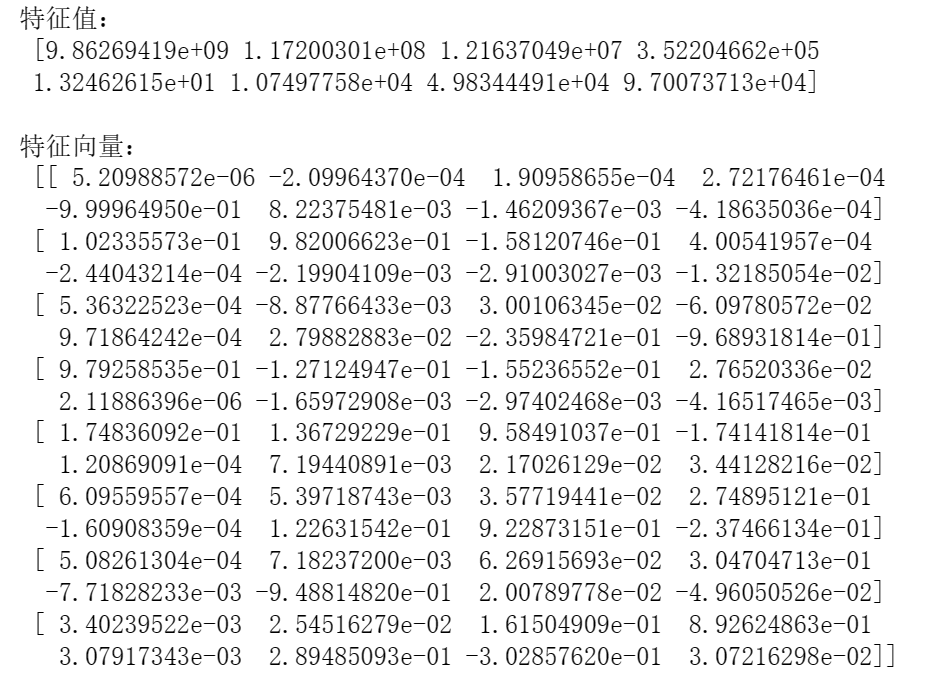 特征值：
[9.86269419e+09 1.17200301e+08 1.21637049e+07 3.52204662e+05
1.32462615e+01 1.07497758e+04 4.98344491e+04 9.70073713e+04]
特征向量：
[[ 5.20988572e-06 -2.09964370e-04 1.90958655e-04 2.72176461e-04
-9.99964950e-01 8.22375481e-03 -1.46209367e-03 -4.18635036e-04]
[ 1.02335573e-01 9.82006623e-01 -1.58120746e-01 4.00541957e-04
-2.44043214e-04 -2.19904109e-03 -2.91003027e-03 -1.32185054e-02]
[ 5.36322523e-04 -8.87766433e-03 3.00106345e-02 -6.09780572e-02
9.71864242e-04 2.79882883e-02 -2.35984721e-01 -9.68931814e-01]
[ 9.79258535e-01 -1.27124947e-01 -1.55236552e-01 2.76520336e-02
2.11886396e-06 -1.65972908e-03 -2.97402468e-03 -4.16517465e-03]
[ 1.74836092e-01 1.36729229e-01 9.58491037e-01 -1.74141814e-01
1.20869091e-04 7.19440891e-03 2.17026129e-02 3.44128216e-02]
[ 6.09559557e-04 5.39718743e-03 3.57719441e-02 2.74895121e-01
-1.60908359e-04 1.22631542e-01 9.22873151e-01 -2.37466134e-01]
[ 5.08261304e-04 7.18237200e-03 6.26915693e-02 3.04704713e-01
-7.71828233e-03 -9.48814820e-01 2.00789778e-02 -4.96050526e-02]
[ 3.40239522e-03 2.54516279e-02 1.61504909e-01 8.92624863e-01
3.07917343e-03 2.89485093e-01 -3.02857620e-01 3.07216298e-02]]